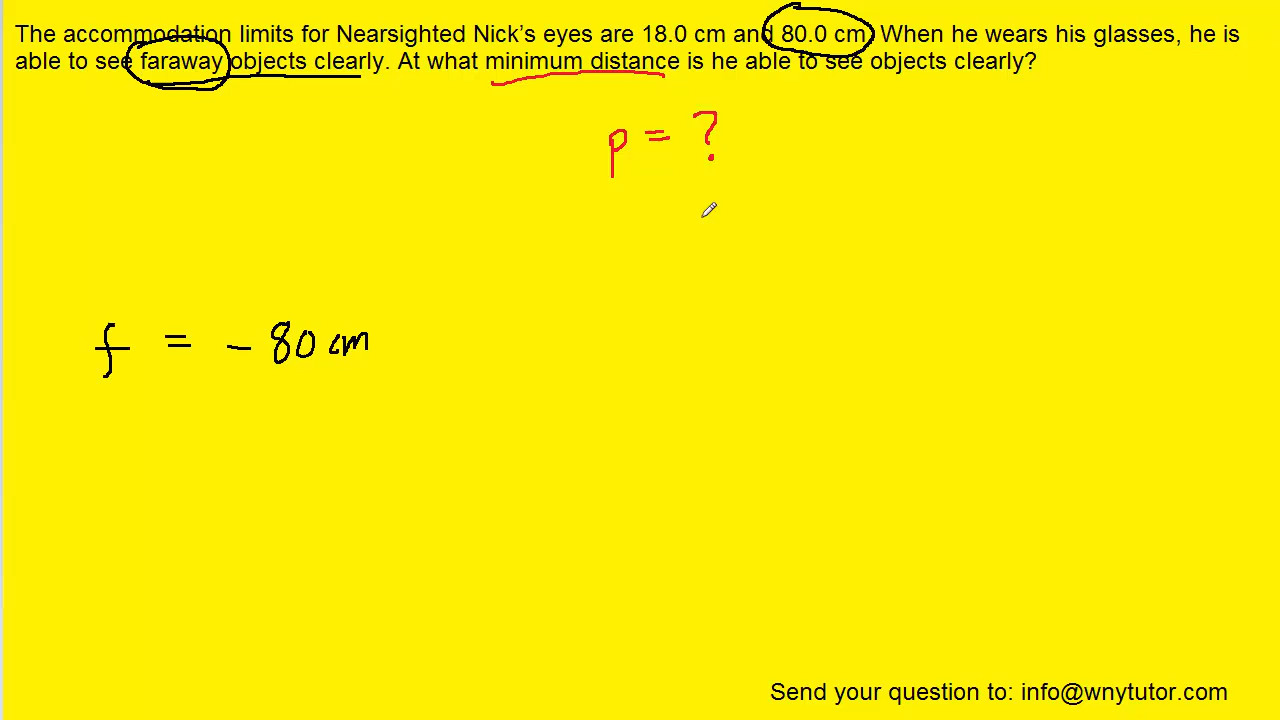 The accommodation limits for Nearsighted Nick's eyes are 18.0 cm and 80.0 cm. When he wears his glasses, he is
able to see faraway objects clearly. At what minimum distance is he able to see objects clearly?
p = ?
f = - 80 cm
Send your question to: info@wnytutor.com